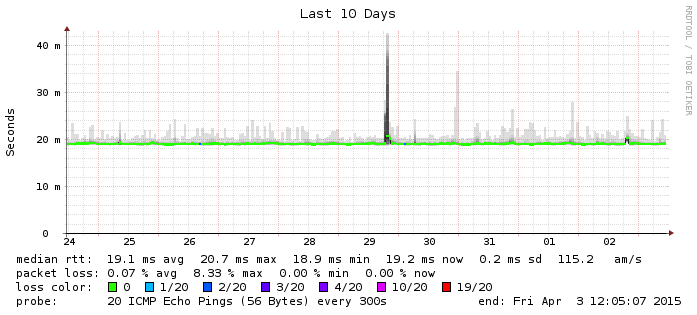 Last 10 Days
RRDTOOL / TOBI OETIKER
Seconds
40 m
30 m
20 m
10 m
0
24 25 26 27 28 29 30 31 01 02
median rtt: 19.1 ms avg 20.7 ms max 18.9 ms min 19.2 ms now 0.2 ms sd 115.2 am/s
packet loss: 0.07 % avg 8.33 % max 0.00 % min 0.00 % now
loss color: 0 1/20 2/20 3/20 4/20 10/20 19/20
probe: 20 ICMP Echo Pings (56 Bytes) every 300s end: Fri Apr 3 12:05:07 2015